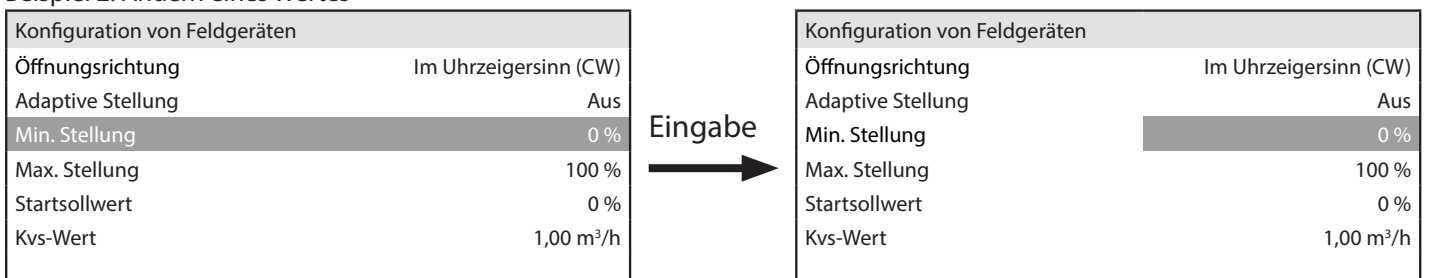 Konfiguration von Feldgeräten
Öffnungsrichtung Im Uhrzeigersinn (CW)
Adaptive Stellung Aus
Min. Stellung 0 %
Max. Stellung 100 %
Startsollwert 0 %
Kvs-Wert 1,00 m³/h
Eingabe
Konfiguration von Feldgeräten
Öffnungsrichtung Im Uhrzeigersinn (CW)
Adaptive Stellung Aus
Min. Stellung 0 %
Max. Stellung 100 %
Startsollwert 0 %
Kvs-Wert 1,00 m³/h